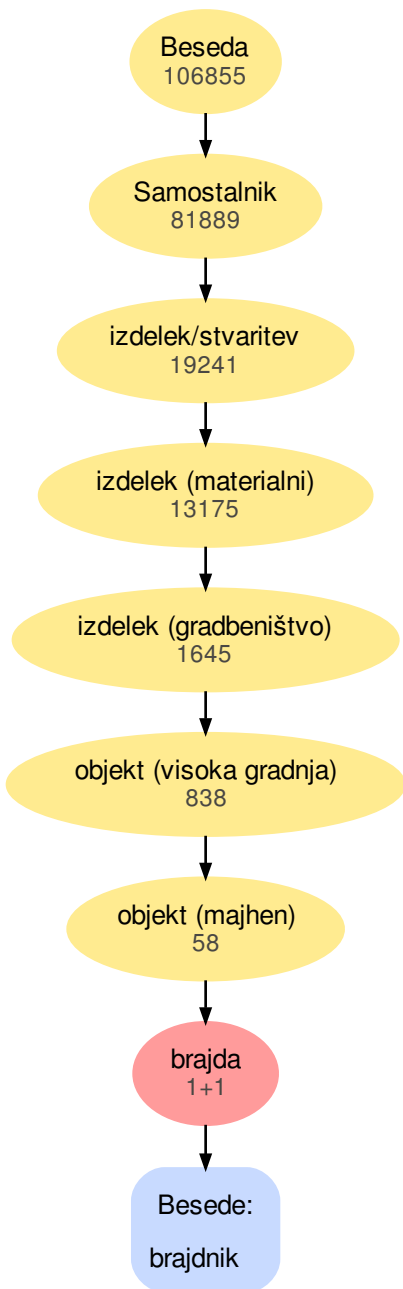 Beseda
106855
Samostalnik
81889
izdelek/stvaritev
19241
izdelek (materialni)
13175
izdelek (gradbeništvo)
1645
objekt (visoka gradnja)
838
objekt (majhen)
58
brajda
1+1
Besede:
brajdnik